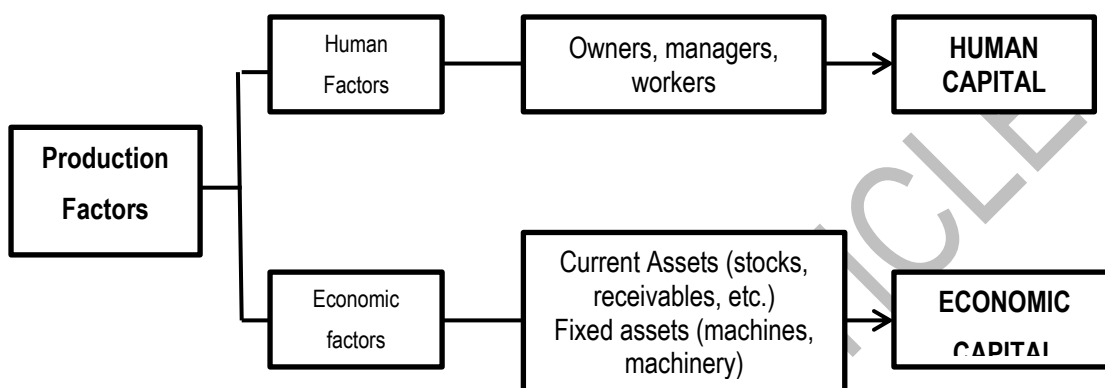 Production
Factors
Human
Factors
Owners, managers,
workers
HUMAN
CAPITAL
Economic
factors
Current Assets (stocks,
receivables, etc.)
Fixed assets (machines,
machinery)
ECONOMIC
CAPITAL